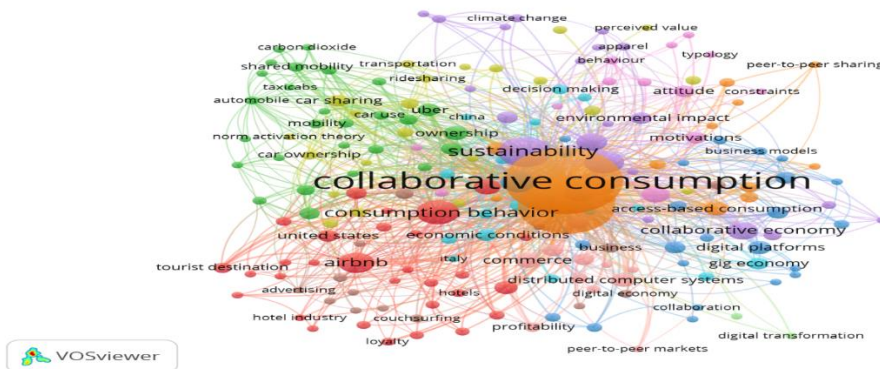 climate change
perceived value
carbon dioxide
apparel
transportation
behaviour
typology
shared mobility
peer-to-peer sharing
ridesharing
taxicabs
decision making
attitude
constraints
automobile
car sharing
uber
car use
china
environmental impact
mobility
norm activation theory
ownership
motivations
sustainability
business models
car ownership
collaborative consumption
consumption behavior
access-based consumption
united states
economic conditions
collaborative economy
business
digital platforms
italy
airbnb
commerce
gig economy
tourist destination
distributed computer systems
advertising
hotels
digital economy
collaboration
hotel industry
couchsurfing
profitability
loyalty
digital transformation
peer-to-peer markets
VOSviewer